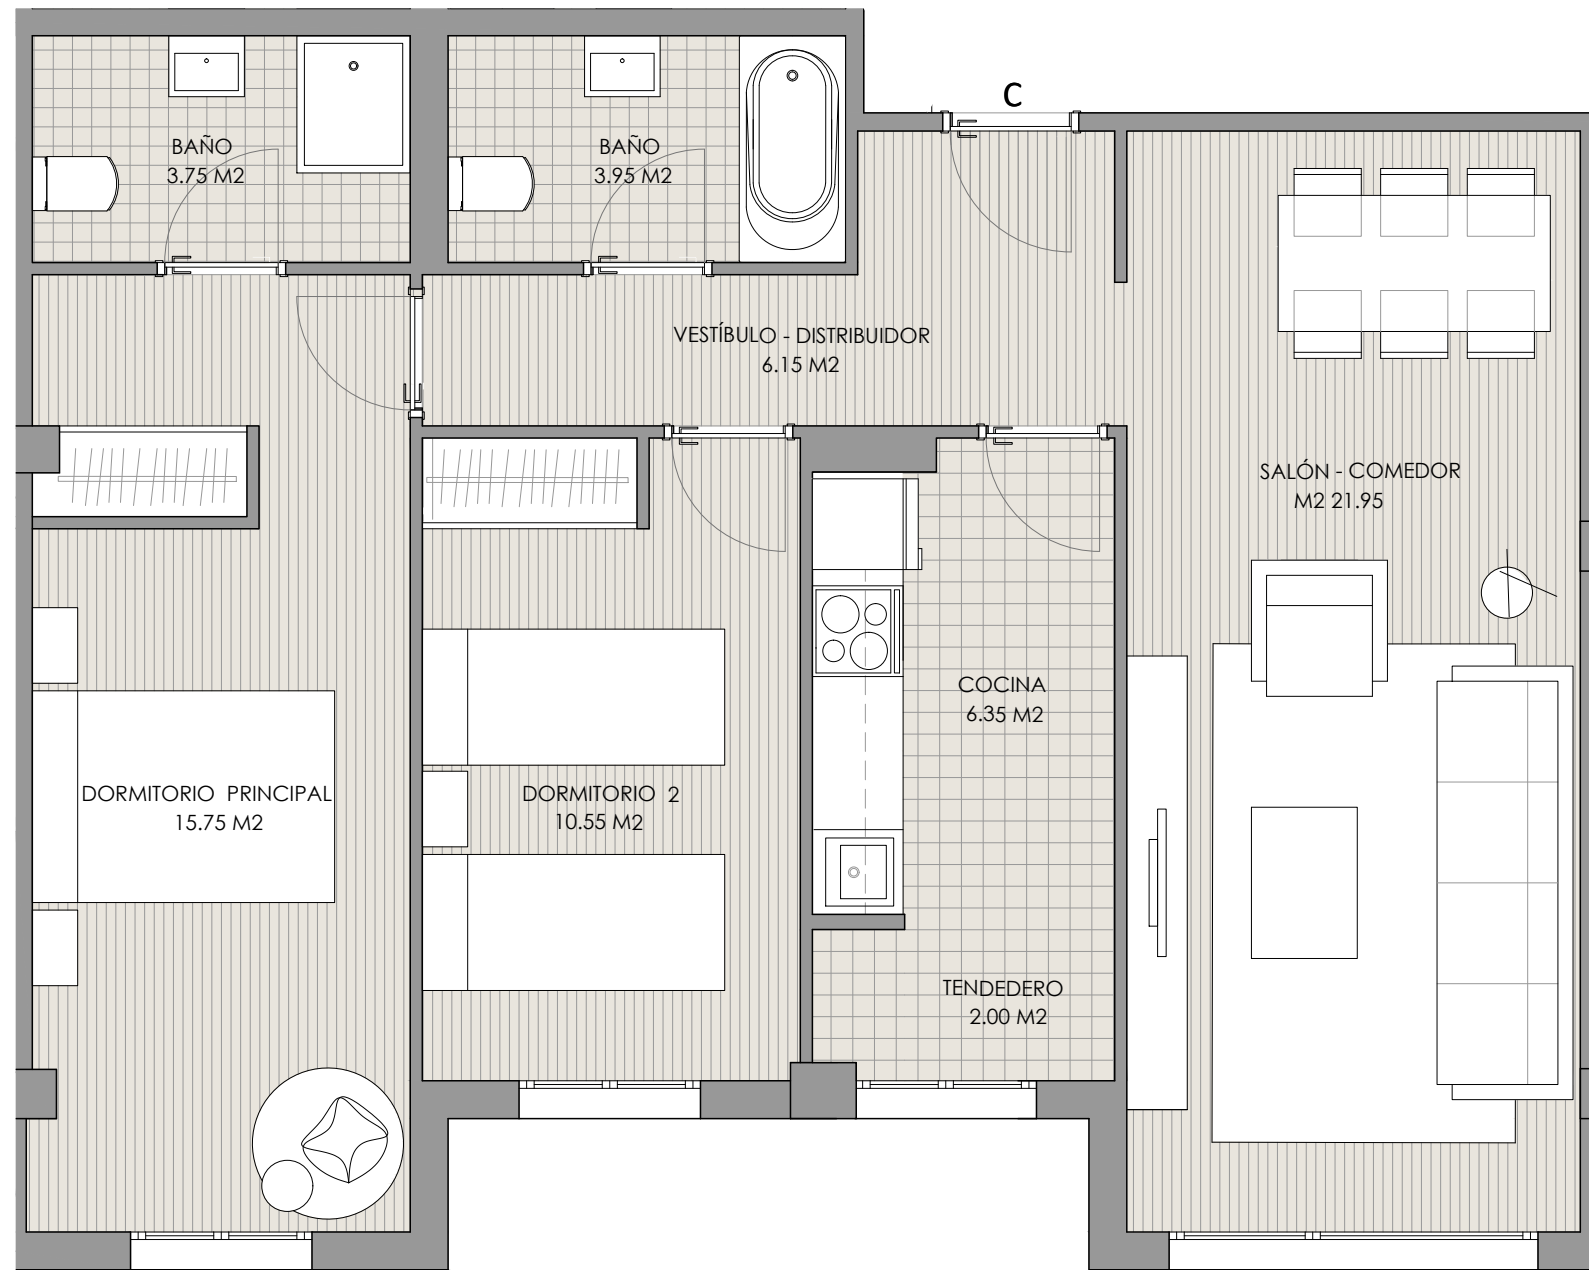 C
BAÑO
3.75 M2
BAÑO
3.95 M2
VESTÍBULO - DISTRIBUIDOR
6.15 M2
SALÓN - COMEDOR
M2 21.95
COCINA
6.35 M2
DORMITORIO PRINCIPAL
15.75 M2
DORMITORIO 2
10.55 M2
TENDEDERO
2.00 M2